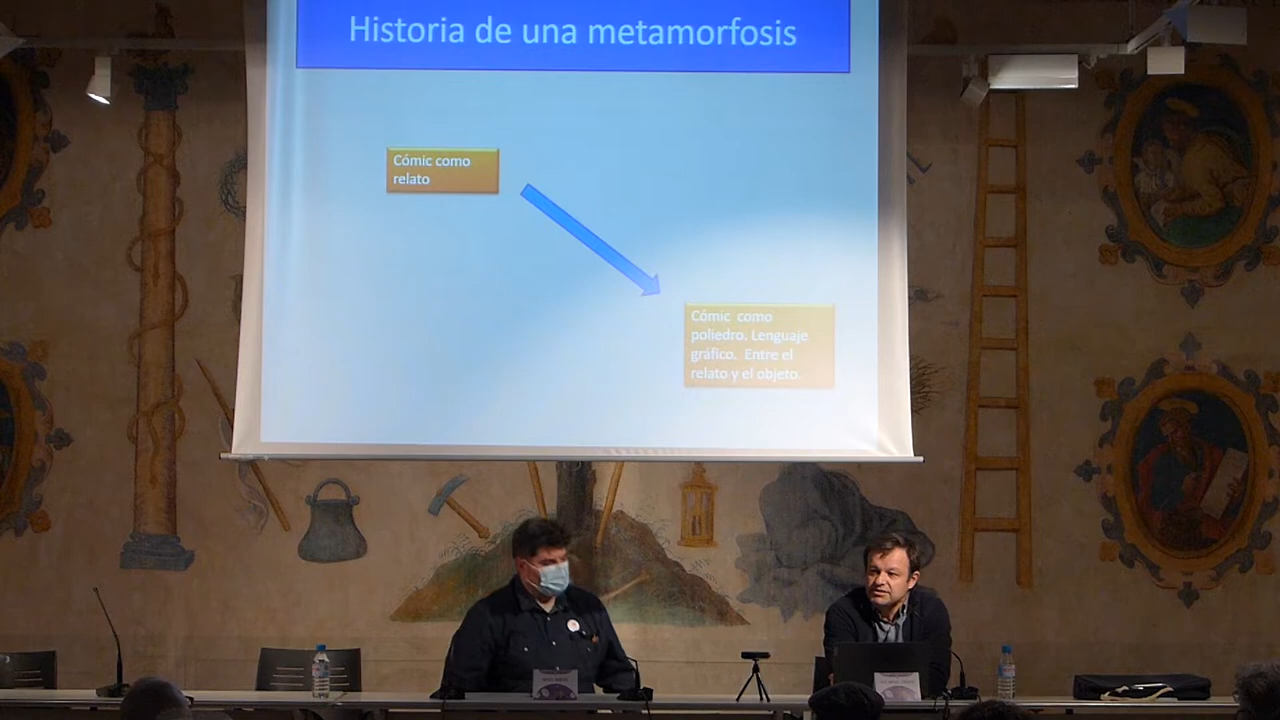 Historia de una metamorfosis
Cómic como
relato
Cómic como
poliedro. Lenguaje
gráfico. Entre el
relato y el objeto.